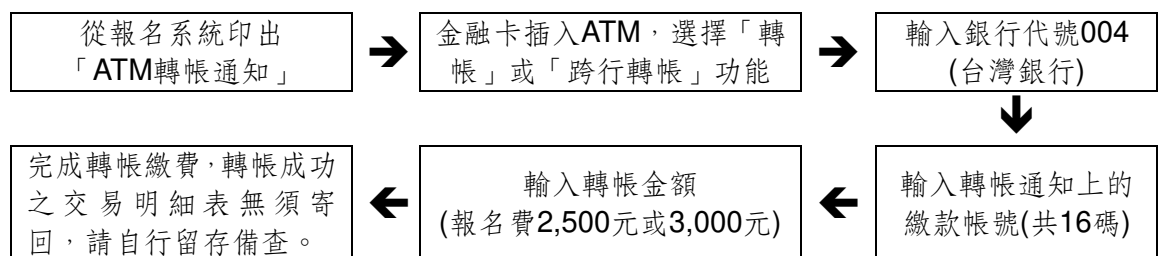 從報名系統印出
「ATM轉帳通知」
金融卡插入ATM，選擇「轉
帳」或「跨行轉帳」功能
輸入銀行代號004
(台灣銀行)
輸入轉帳通知上的
繳款帳號(共16碼)
輸入轉帳金額
(報名費2,500元或3,000元)
完成轉帳繳費，轉帳成功
之交易明細表無須寄
回，請自行留存備查。